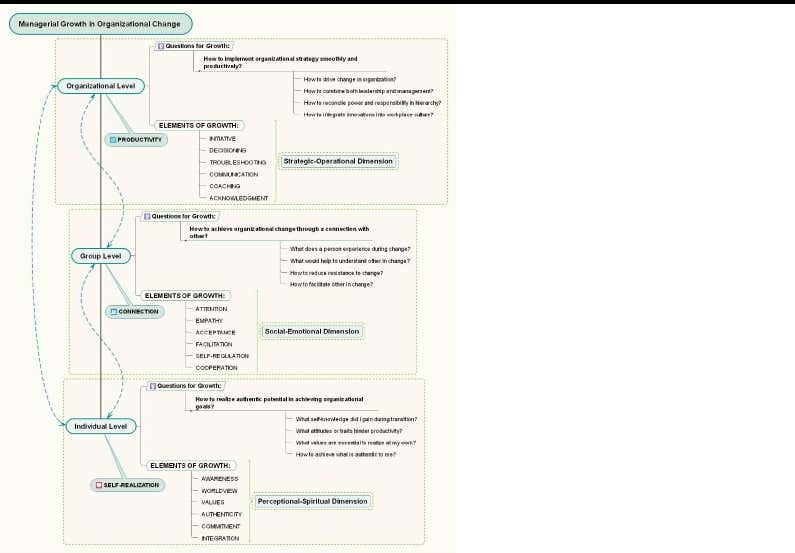 Managerial Growth in Organizational Change
Questions for Growth:
How to implement organizational strategy smoothly and
productively?
How to drive change in organization?
How to combine both leadership and management?
How to reconcile power and responsibility in hierarchy?
How to integrate innovations into workplace culture?
Organizational Level
ELEMENTS OF GROWTH:
PRODUCTIVITY
INITIATIVE
DECISIONING
TROUBLESHOOTING
COMMUNICATION
COACHING
ACKNOWLEDGMENT
Strategic-Operational Dimension
Questions for Growth:
How to achieve organizational change through a connection with
other?
What does a person experience during change?
What would help to understand other in change?
How to reduce resistance to change?
How to facilitate other in change?
Group Level
ELEMENTS OF GROWTH:
CONNECTION
ATTENTION
EMPATHY
ACCEPTANCE
FACILITATION
SELF-REGULATION
COOPERATION
Social-Emotional Dimension
Questions for Growth:
How to realize authentic potential in achieving organizational
goals?
What self-knowledge did I gain during transition?
What attitudes or traits hinder productivity?
What values are essential to realize at my work?
How to achieve what is authentic to me?
Individual Level
ELEMENTS OF GROWTH:
SELF-REALIZATION
AWARENESS
WORLDVIEW
VALUES
AUTHENTICITY
COMMITMENT
INTEGRATION
Perceptional-Spiritual Dimension